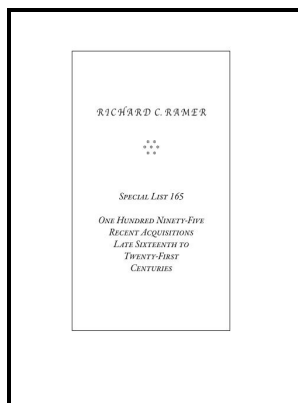 RICHARD C. RAMER
SPECIAL LIST 165
ONE HUNDRED NINETY-FIVE
RECENT ACQUISITIONS
LATE SIXTEENTH TO
TWENTY-FIRST
CENTURIES